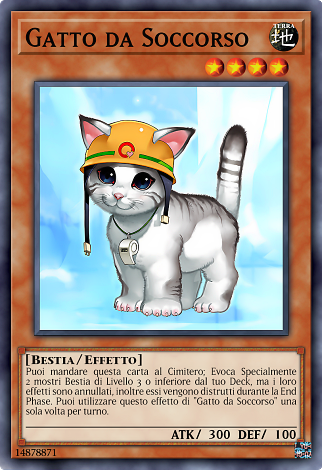 GATTO DA SOCCORSO
TERRA
地
[BESTIA/EFFETTO]
Puoi mandare questa carta al Cimitero; Evoca Specialmente
2 mostri Bestia di Livello 3 o inferiore dal tuo Deck, ma i loro
effetti sono annullati, inoltre essi vengono distrutti durante la End
Phase. Puoi utilizzare questo effetto di "Gatto da Soccorso" una
sola volta per turno.
ATK/ 300 DEF/ 100
14878871